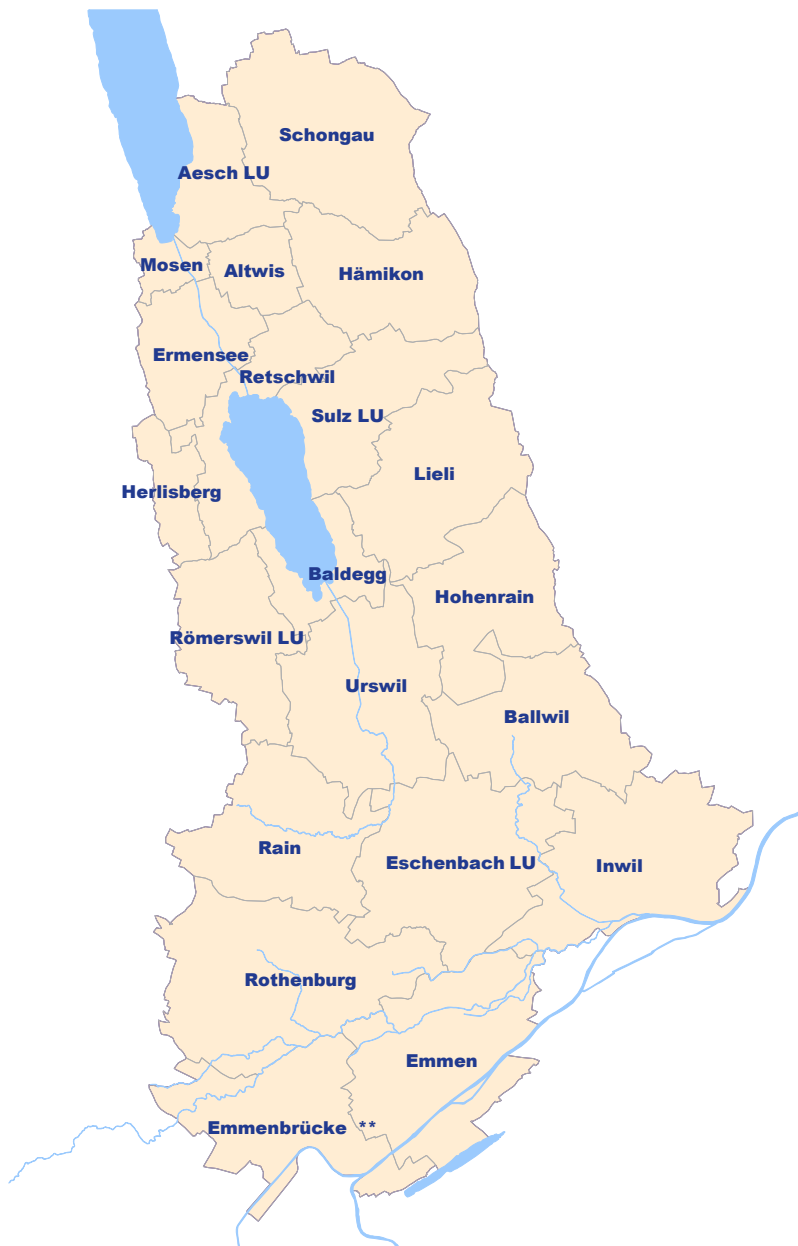 Schongau
Aesch LU
Mosen
Altwis
Hämikon
Ermensee
Retschwil
Sulz LU
Lieli
Herlisberg
Baldegg
Hohenrain
Römerswil LU
Urswil
Ballwil
Rain
Eschenbach LU
Inwil
Rothenburg
Emmen
Emmenbrücke **